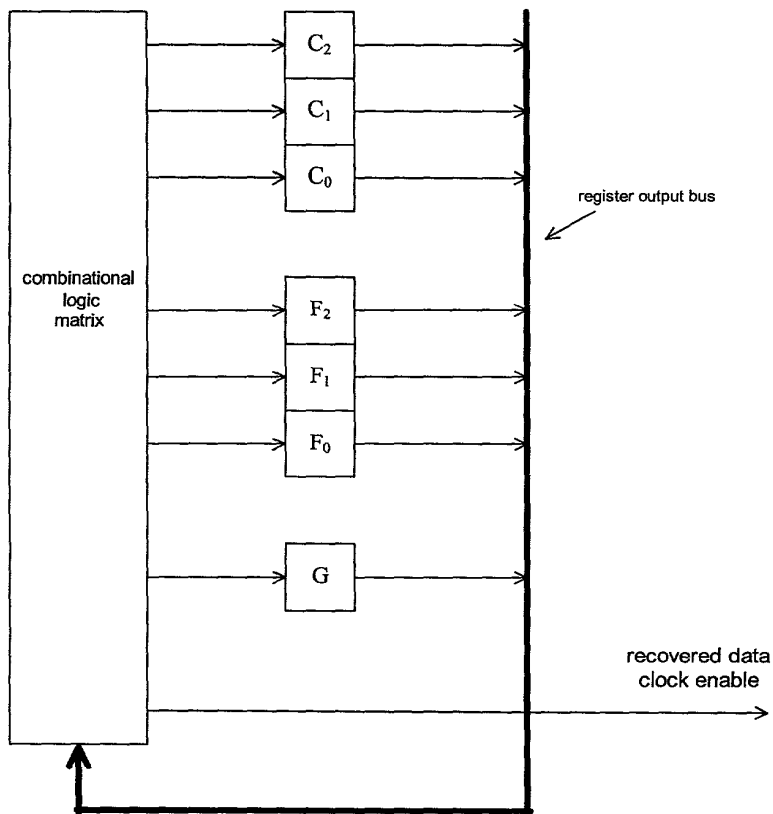 C₂
C₁
C₀
register output bus
combinational
logic
matrix
F₂
F₁
F₀
G
recovered data
clock enable